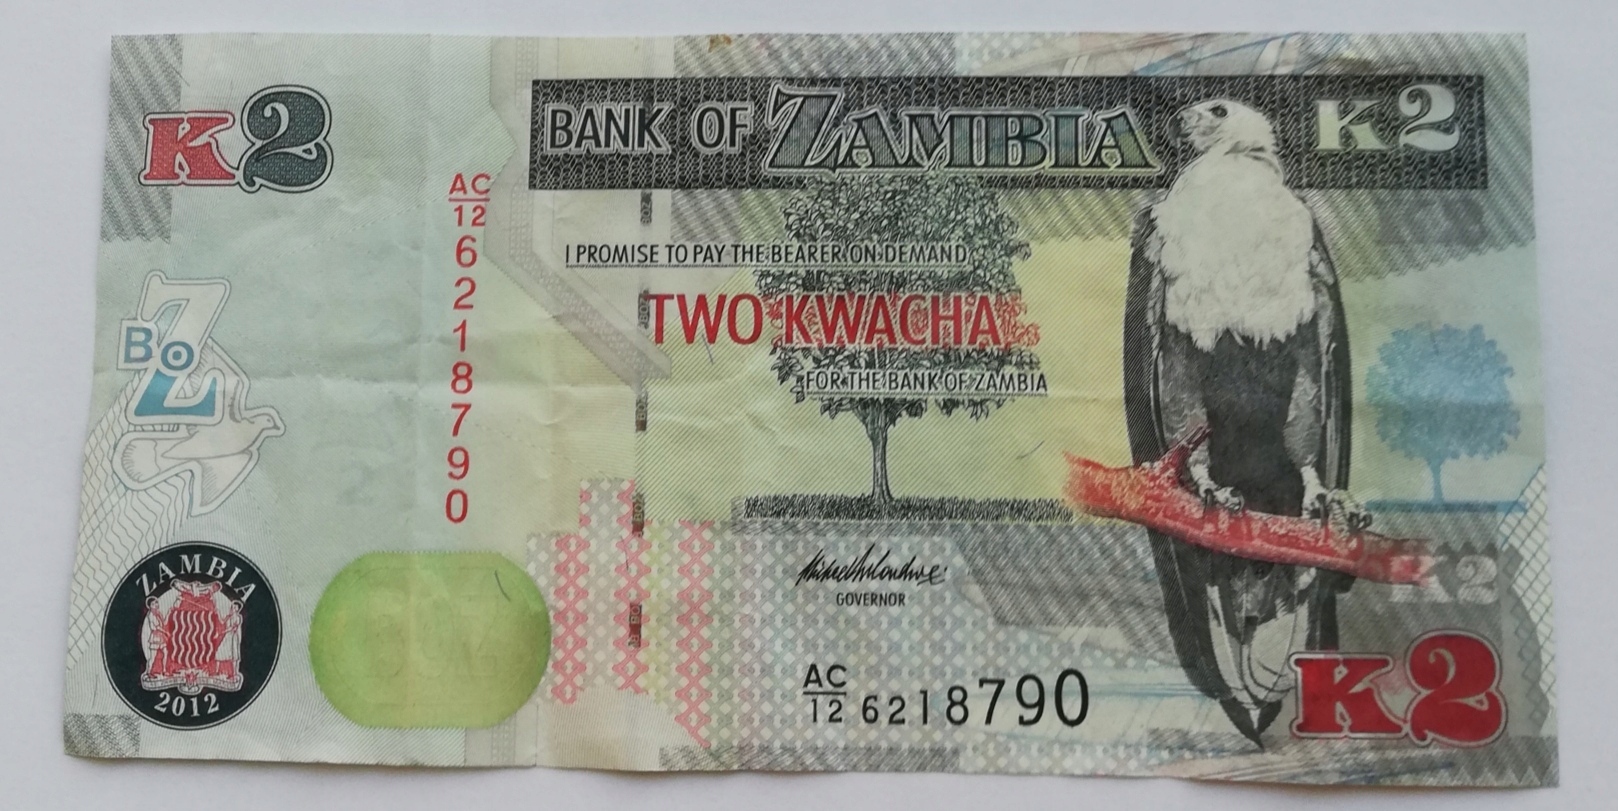 K2
BANK OF ZAMBIA
K2
AC/12 6218790
I PROMISE TO PAY THE BEARER ON DEMAND
TWO KWACHA
FOR THE BANK OF ZAMBIA
BoZ
GOVERNOR
ZAMBIA
2012
AC/12 6218790
K2
K2